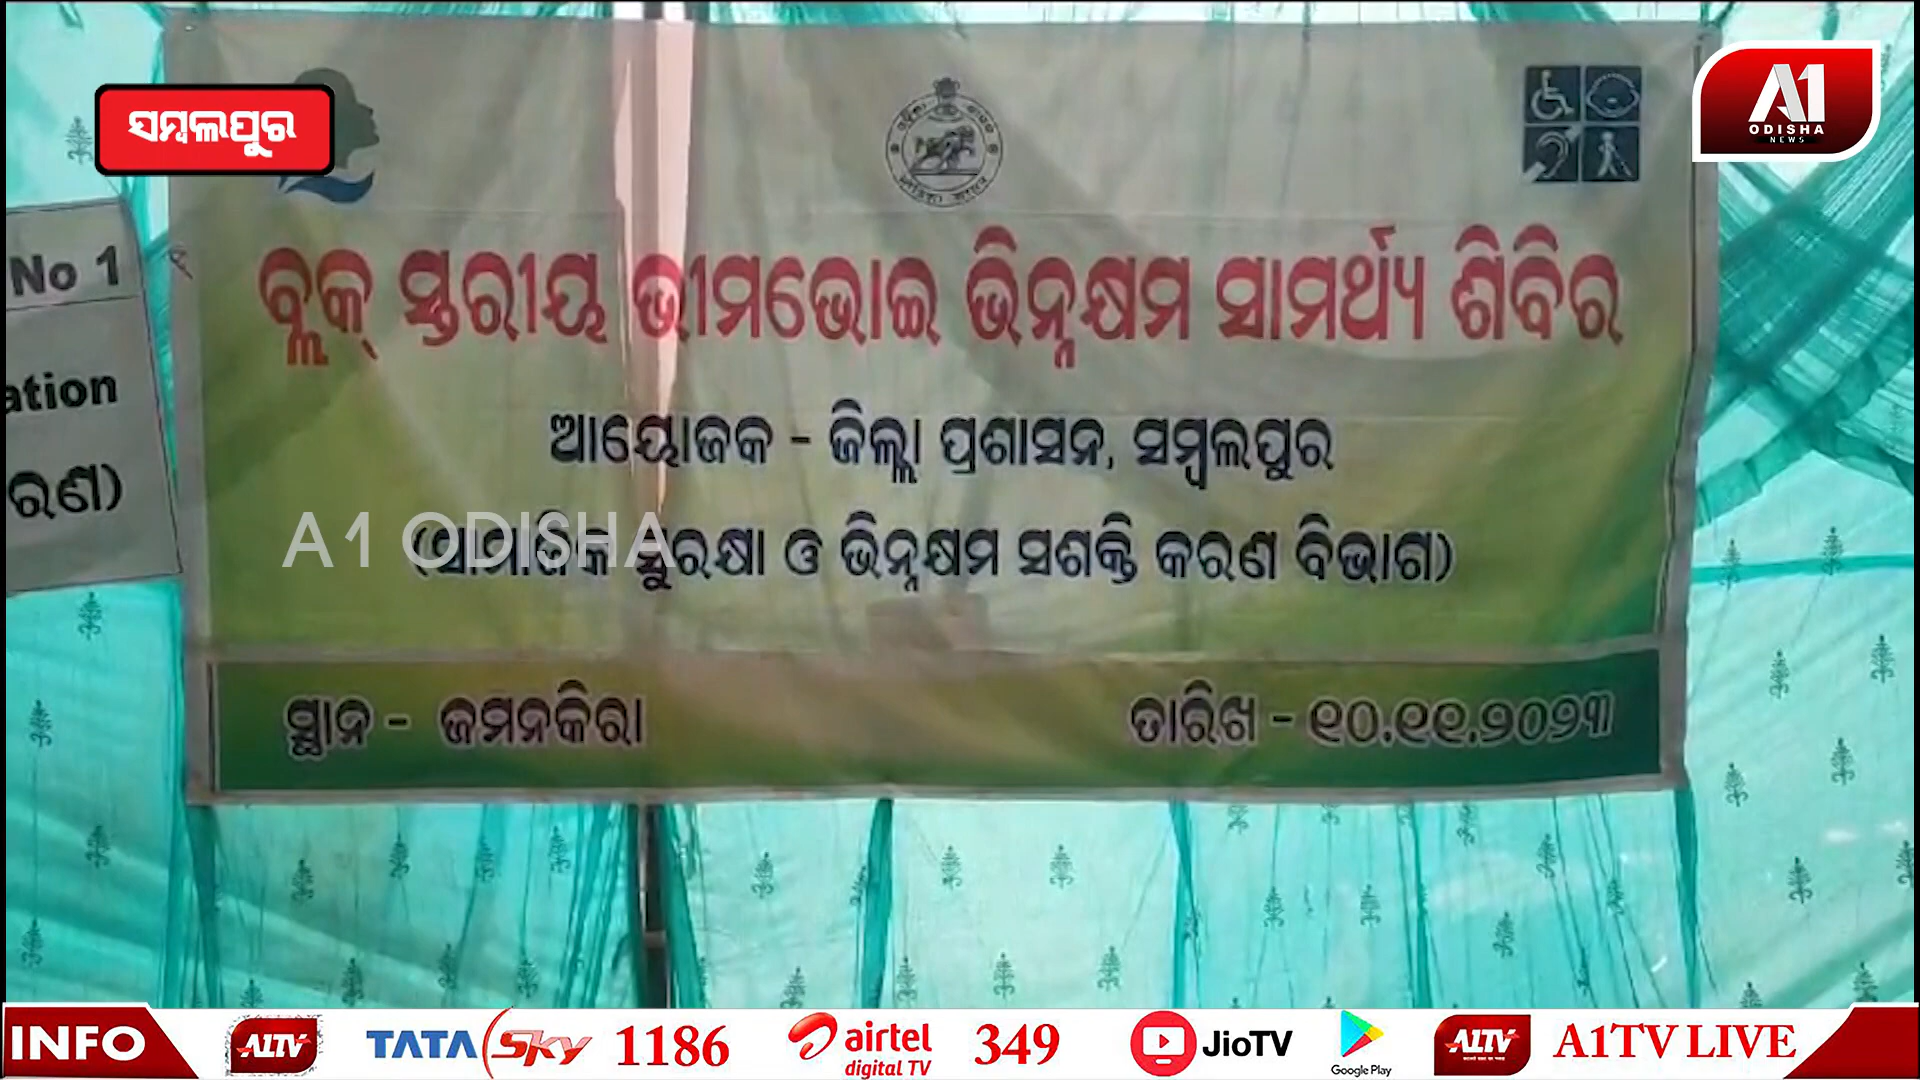 ସମ୍ବଲପୁର
A1
ODISHA
NEWS
No 1
ation
ରଣ)
ବ୍ଲକ୍ ସ୍ତରୀୟ ଭୀମଭୋଇ ଭିନ୍ନକ୍ଷମ ସାମର୍ଥ୍ୟ ଶିବିର
ଆୟୋଜକ - ଜିଲ୍ଲା ପ୍ରଶାସନ, ସମ୍ବଲପୁର
A1 ODISHA
(ସାମାଜିକ ସୁରକ୍ଷା ଓ ଭିନ୍ନକ୍ଷମ ସଶକ୍ତି କରଣ ବିଭାଗ)
ସ୍ଥାନ - ଜମନକିରା
ତାରିଖ - ୧୦.୧୧.୨୦୨୩
INFO A1TV TATA Sky 1186 airtel digital TV 349 JioTV Google Play A1TV A1TV LIVE